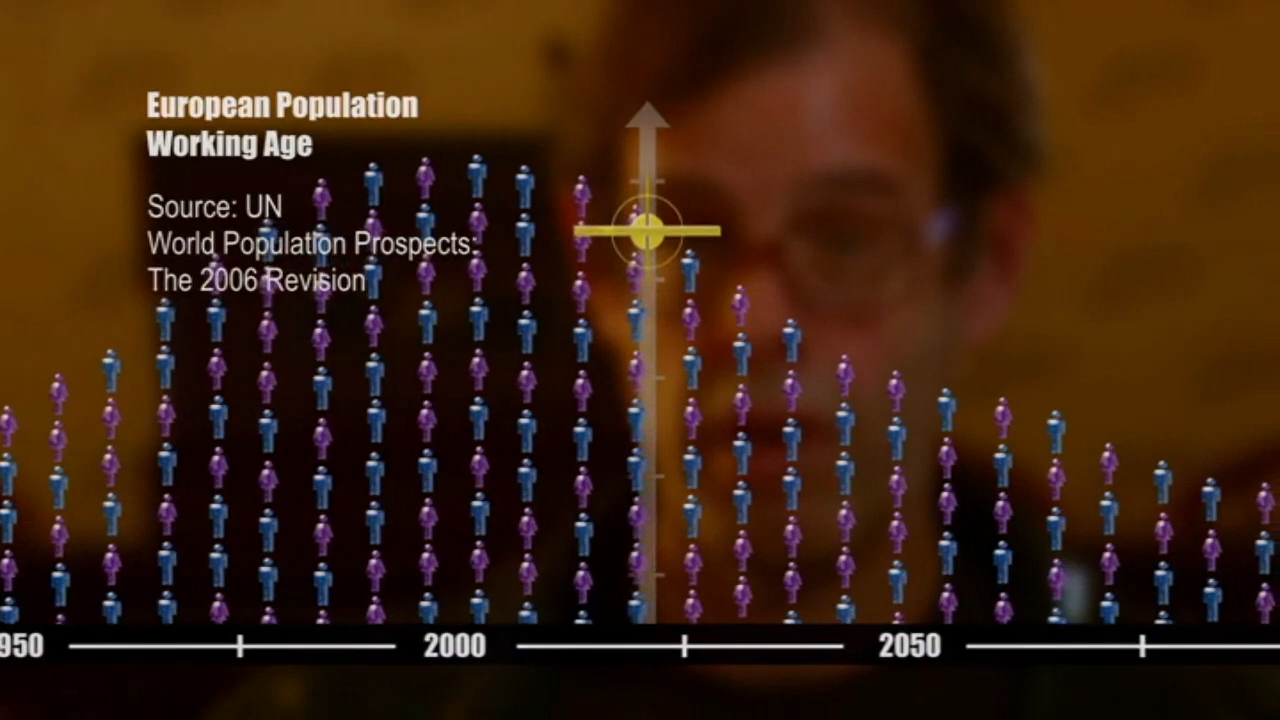 European Population
Working Age
Source: UN
World Population Prospects:
The 2006 Revision
950 2000 2050